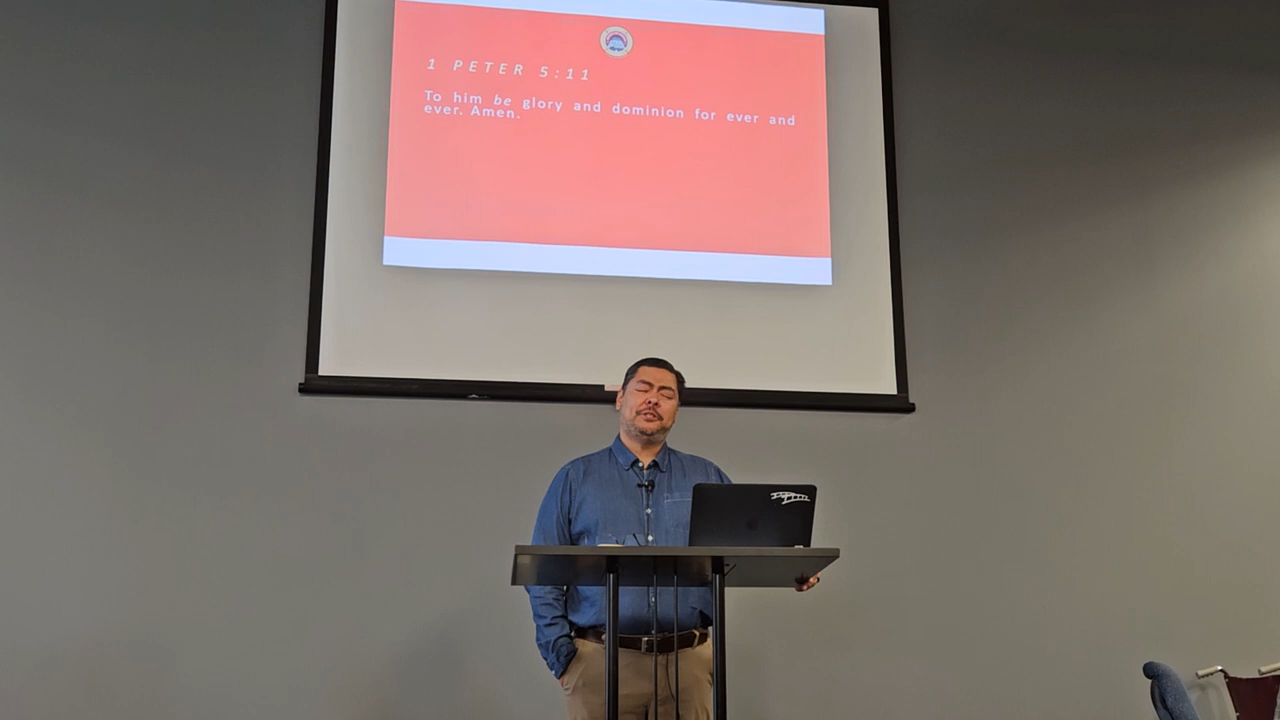 1 PETER 5:11
To him be glory and dominion for ever and
ever. Amen.